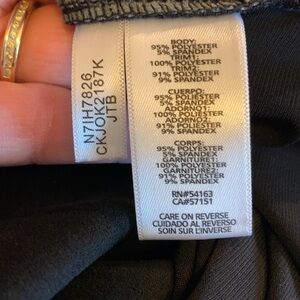 N7IH7826
CKJOK2167K
JTB
BODY:
95% POLYESTER
5% SPANDEX
TRIM1:
100% POLYESTER
TRIM2:
91% POLYESTER
9% SPANDEX
CUERPO:
95% POLIESTER
5% SPANDEX
ADORNO1:
100% POLIESTER
ADORNO2:
91% POLIESTER
9% SPANDEX
CORPS:
95% POLYESTER
5% SPANDEX
GARNITURE1:
100% POLYESTER
GARNITURE2:
91% POLYESTER
9% SPANDEX
RN#54163
CA#57151
CARE ON REVERSE
CUIDADO AL REVERSO
SOIN SUR L'INVERSE